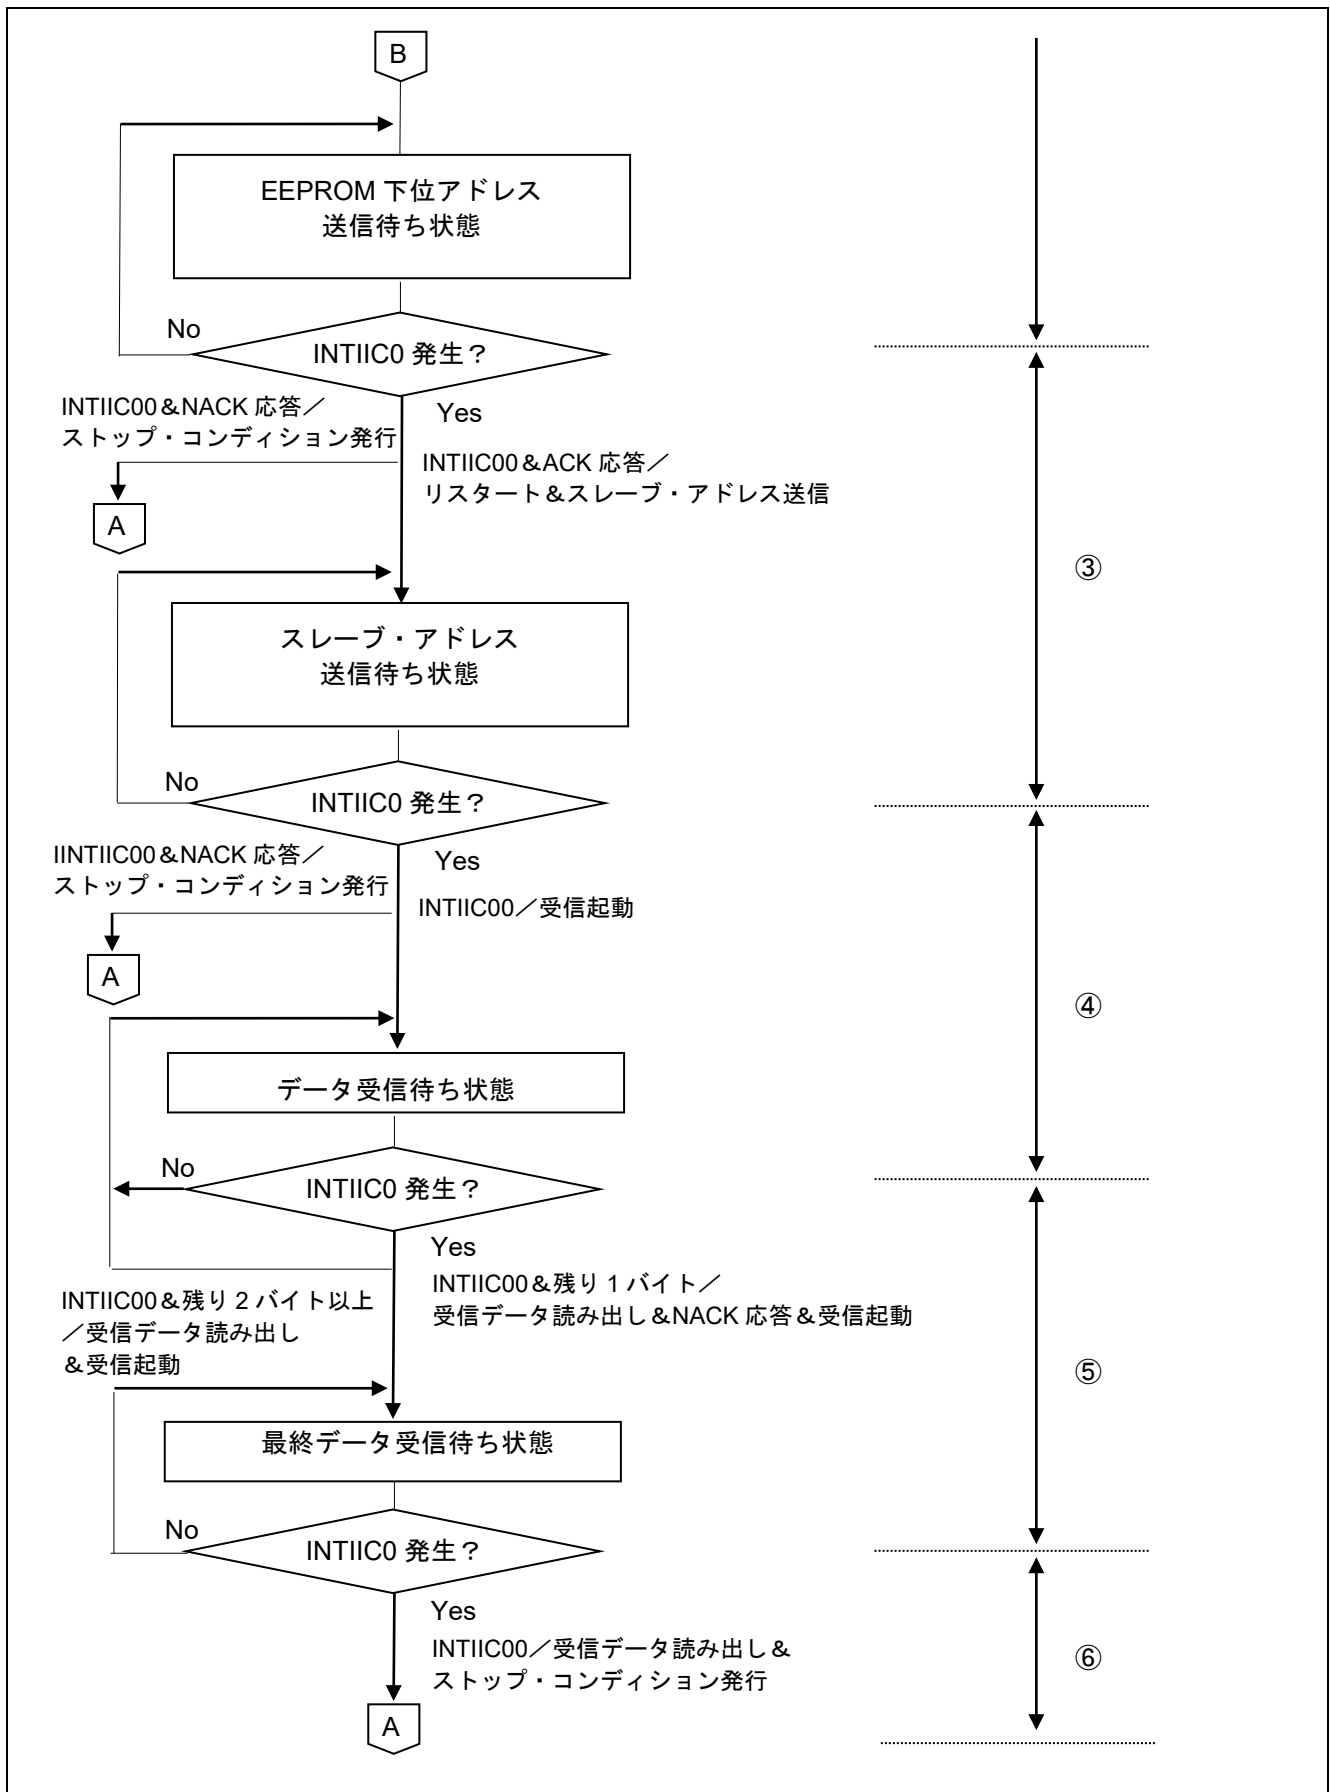 B
EEPROM 下位アドレス
送信待ち状態
No
INTIIC0 発生？
INTIIC00＆NACK 応答／
ストップ・コンディション発行
Yes
INTIIC00＆ACK 応答／
リスタート＆スレーブ・アドレス送信
A
③
スレーブ・アドレス
送信待ち状態
No
INTIIC0 発生？
IINTIIC00＆NACK 応答／
ストップ・コンディション発行
Yes
INTIIC00／受信起動
A
④
データ受信待ち状態
No
INTIIC0 発生？
Yes
INTIIC00＆残り 1 バイト／
受信データ読み出し＆NACK 応答＆受信起動
INTIIC00＆残り 2 バイト以上
／受信データ読み出し
＆受信起動
⑤
最終データ受信待ち状態
No
INTIIC0 発生？
Yes
INTIIC00／受信データ読み出し＆
ストップ・コンディション発行
⑥
A